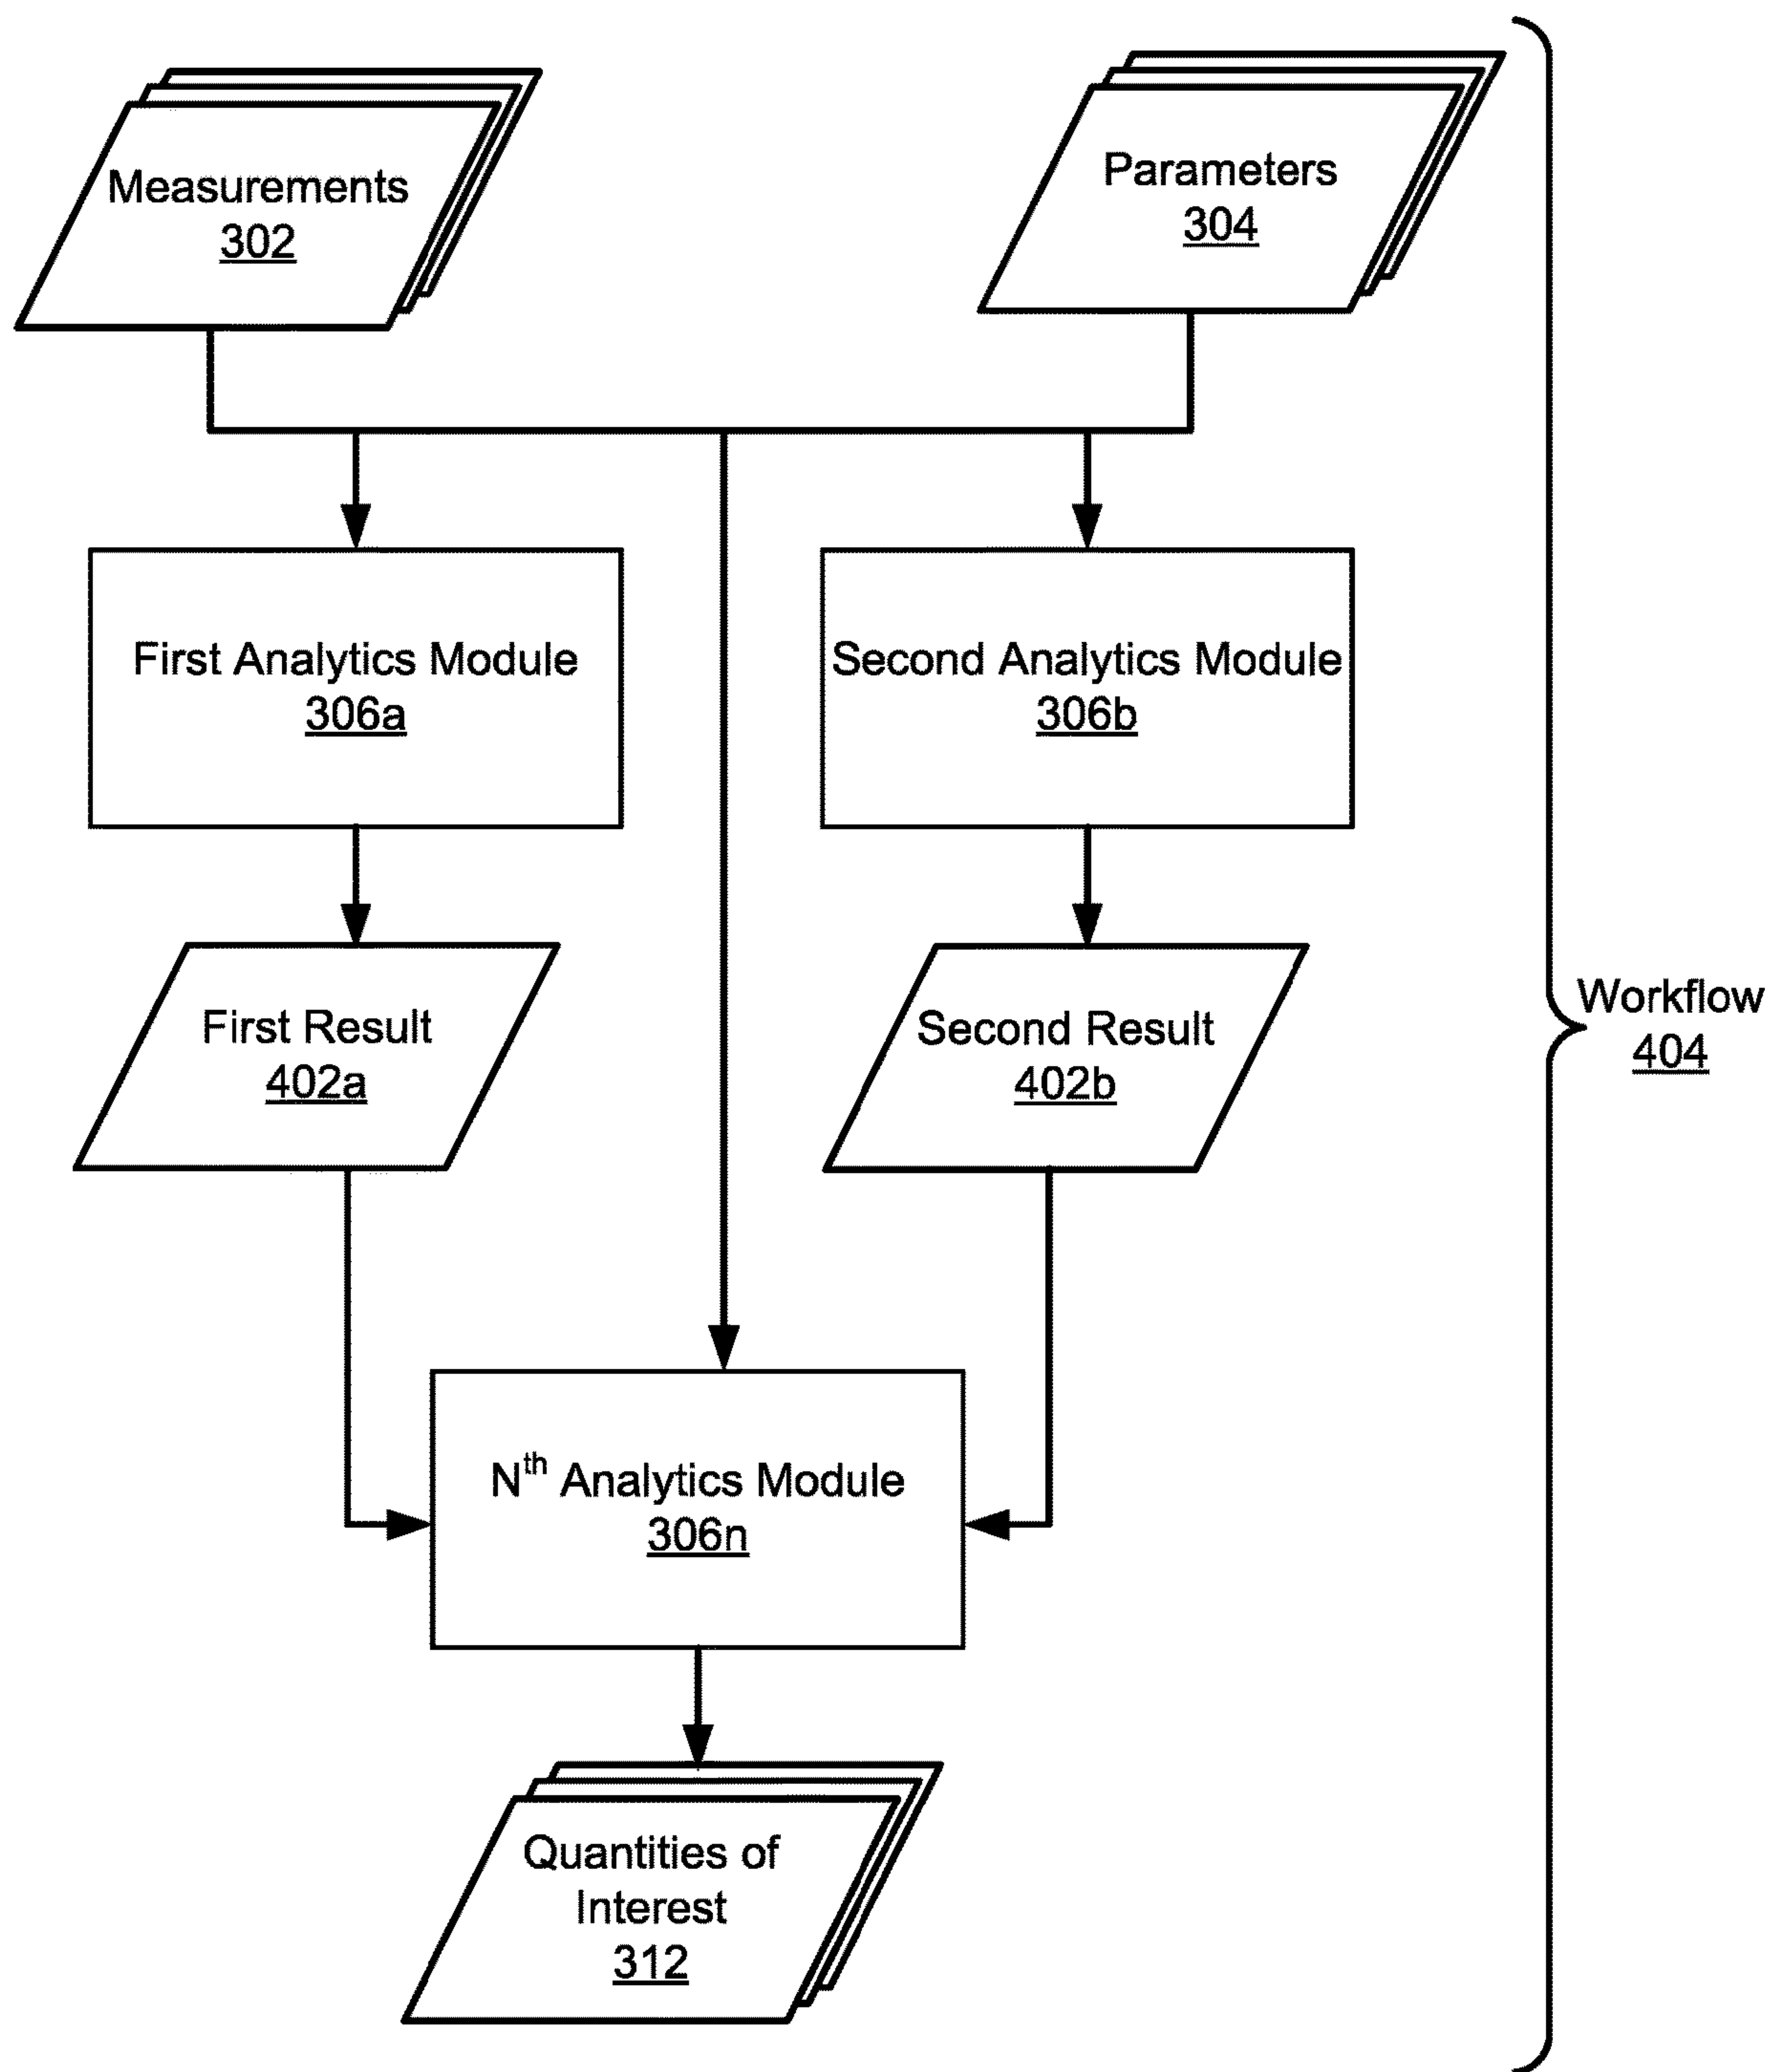 Measurements
302
Parameters
304
First Analytics Module
306a
Second Analytics Module
306b
First Result
402a
Second Result
402b
Workflow
404
Nth Analytics Module
306n
Quantities of
Interest
312